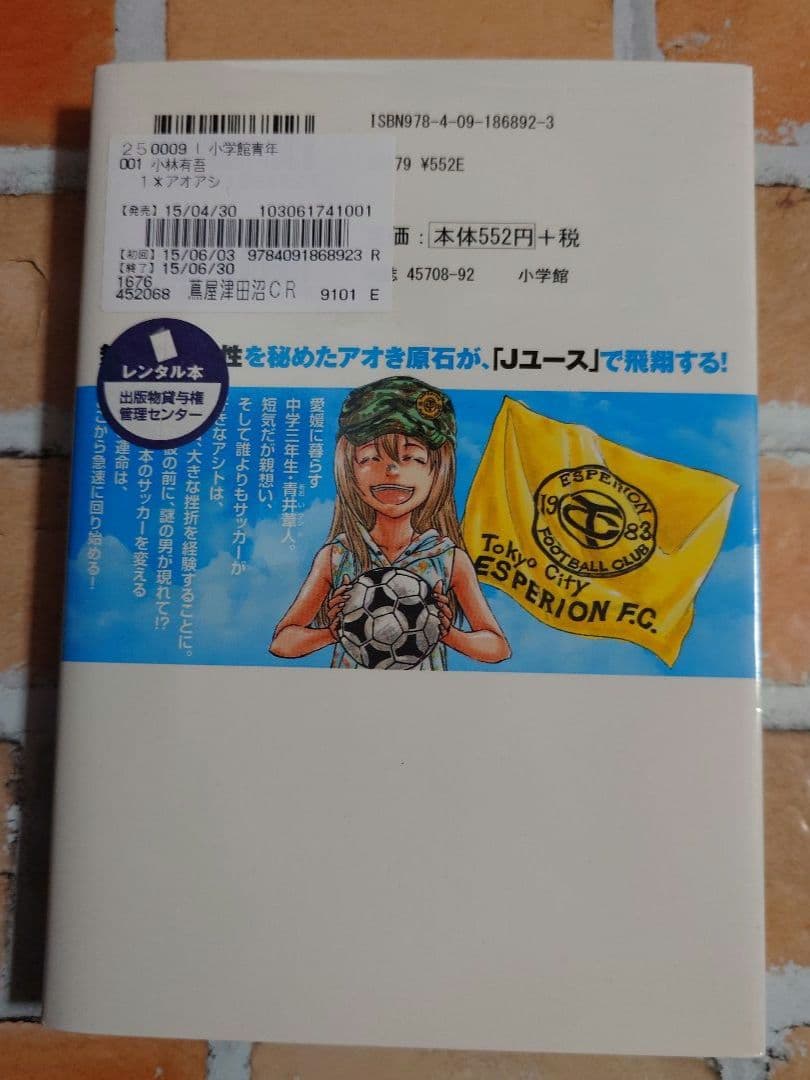 ISBN978-4-09-186892-3
79 ¥552E
価：本体552円＋税
45708-92 小学館
250009 | 小学館青年
001 小林有吾
1*アオアシ
【発売】15/04/30 103061741001
【初回】15/06/03 9784091868923 R
【終了】15/06/30
1676
452068 蔦屋津田沼CR 9101 E
レンタル本
出版物貸与権
管理センター
性を秘めたアオき原石が、「Jユース」で飛翔する！
愛媛に暮らす
中学三年生・青井葦人。
あおい アシト
短気だが親想い、
そして誰よりもサッカーが
きなアシトは、
、大きな挫折を経験することに。
彼の前に、謎の男が現れて!?
本のサッカーを変える
運命は、
から急速に回り始める！
ESPERION
1983
TC
FOOTBALL CLUB
Tokyo City
ESPERION F.C.